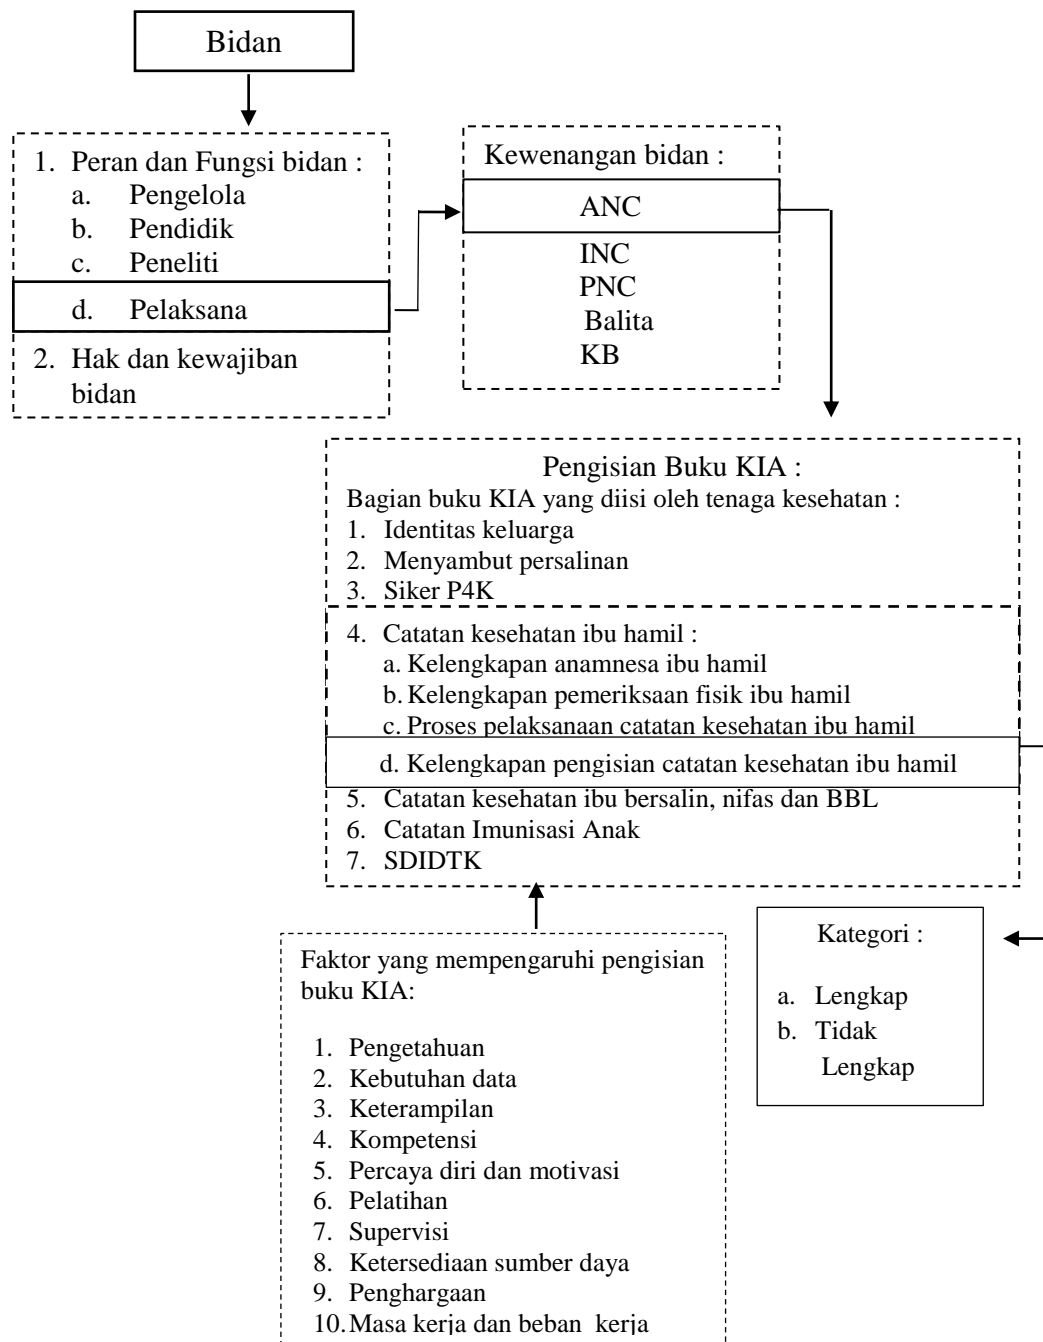 Bidan
1. Peran dan Fungsi bidan :
a. Pengelola
b. Pendidik
c. Peneliti
d. Pelaksana
2. Hak dan kewajiban
bidan
Kewenangan bidan :
ANC
INC
PNC
Balita
KB
Pengisian Buku KIA :
Bagian buku KIA yang diisi oleh tenaga kesehatan :
1. Identitas keluarga
2. Menyambut persalinan
3. Siker P4K
4. Catatan kesehatan ibu hamil :
a. Kelengkapan anamnesa ibu hamil
b. Kelengkapan pemeriksaan fisik ibu hamil
c. Proses pelaksanaan catatan kesehatan ibu hamil
d. Kelengkapan pengisian catatan kesehatan ibu hamil
5. Catatan kesehatan ibu bersalin, nifas dan BBL
6. Catatan Imunisasi Anak
7. SDIDTK
Faktor yang mempengaruhi pengisian
buku KIA:
1. Pengetahuan
2. Kebutuhan data
3. Keterampilan
4. Kompetensi
5. Percaya diri dan motivasi
6. Pelatihan
7. Supervisi
8. Ketersediaan sumber daya
9. Penghargaan
10. Masa kerja dan beban kerja
Kategori :
a. Lengkap
b. Tidak
Lengkap